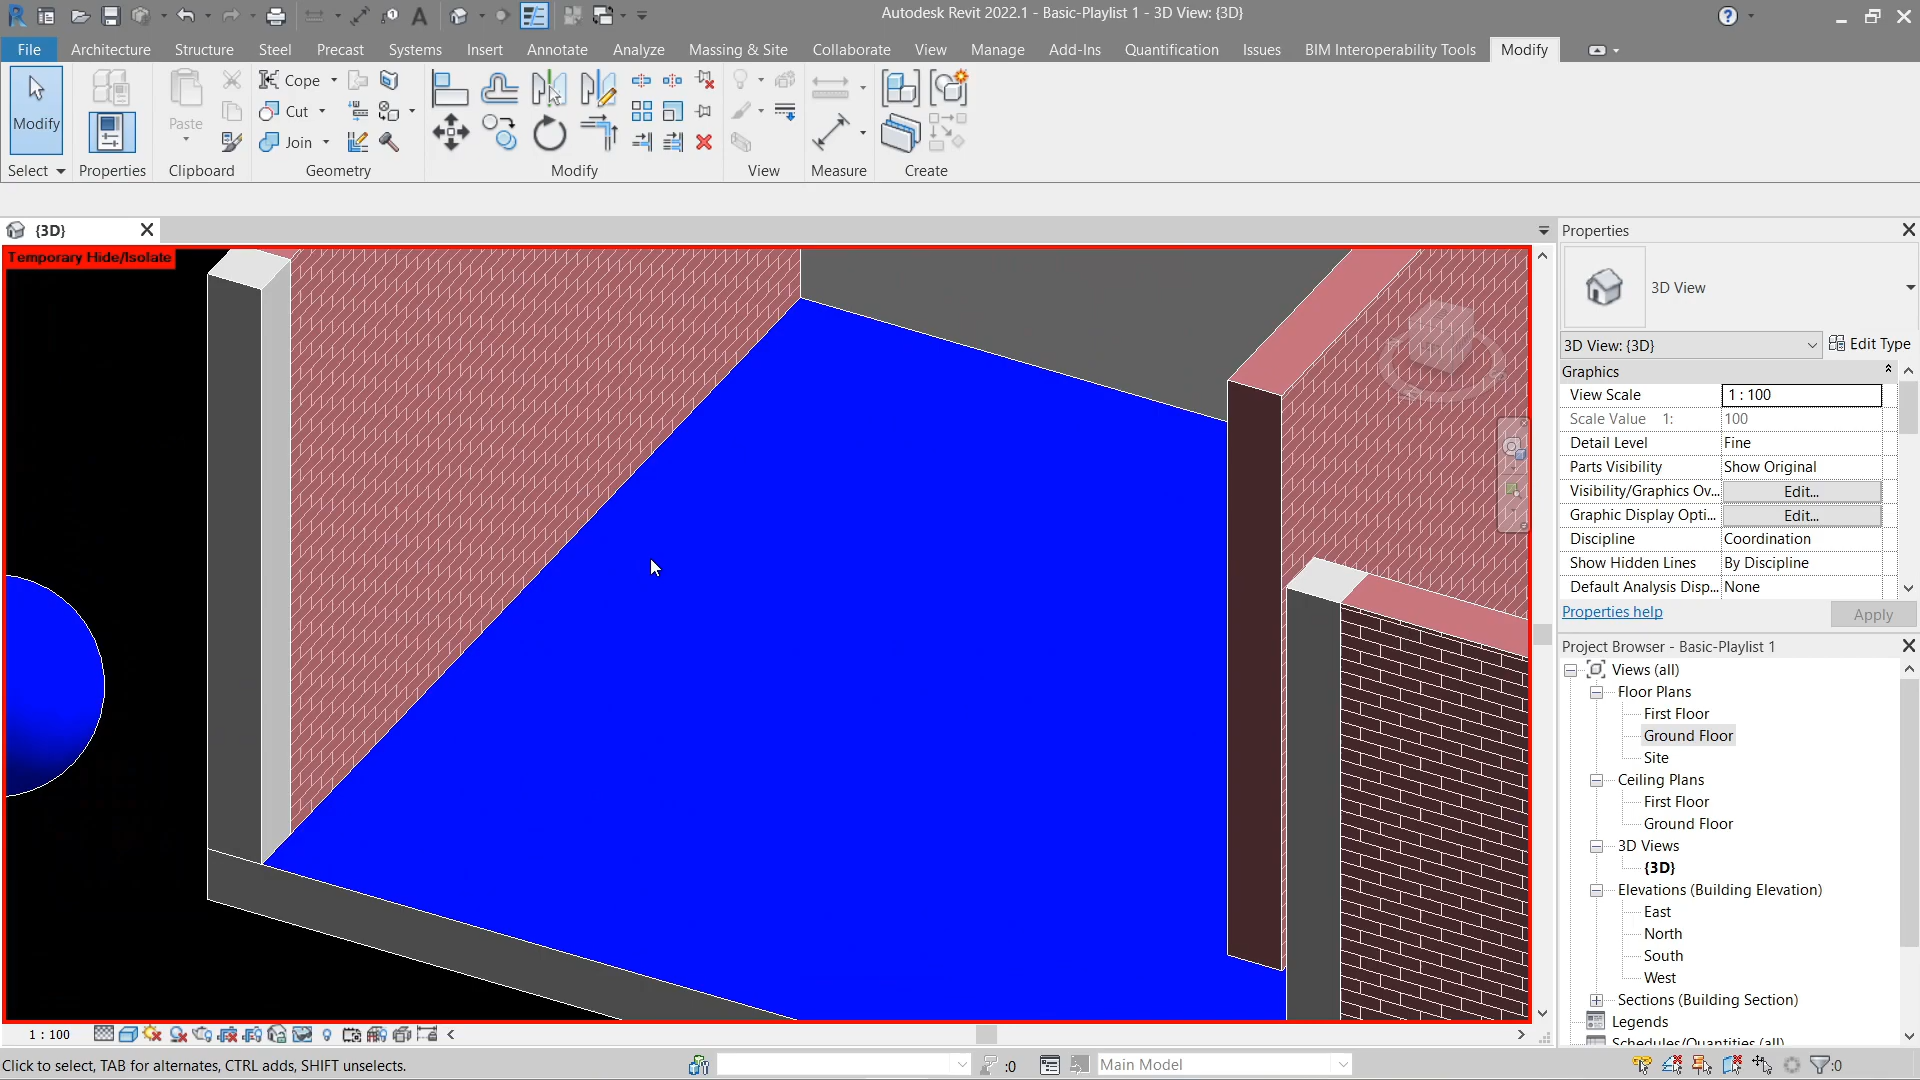 Autodesk Revit 2022.1 - Basic-Playlist 1 - 3D View: {3D}
File Architecture Structure Steel Precast Systems Insert Annotate Analyze Massing & Site Collaborate View Manage Add-Ins Quantification Issues BIM Interoperability Tools Modify
Modify
Paste
Cope
Cut
Join
Select Properties Clipboard Geometry Modify View Measure Create
{3D}
Temporary Hide/Isolate
Properties
3D View
3D View: {3D} Edit Type
Graphics
View Scale 1 : 100
Scale Value 1: 100
Detail Level Fine
Parts Visibility Show Original
Visibility/Graphics Ov... Edit...
Graphic Display Opti... Edit...
Discipline Coordination
Show Hidden Lines By Discipline
Default Analysis Disp... None
Properties help Apply
Project Browser - Basic-Playlist 1
Views (all)
Floor Plans
First Floor
Ground Floor
Site
Ceiling Plans
First Floor
Ground Floor
3D Views
{3D}
Elevations (Building Elevation)
East
North
South
West
Sections (Building Section)
Legends
Schedules/Quantities (all)
1 : 100
Click to select, TAB for alternates, CTRL adds, SHIFT unselects.
:0 Main Model :0